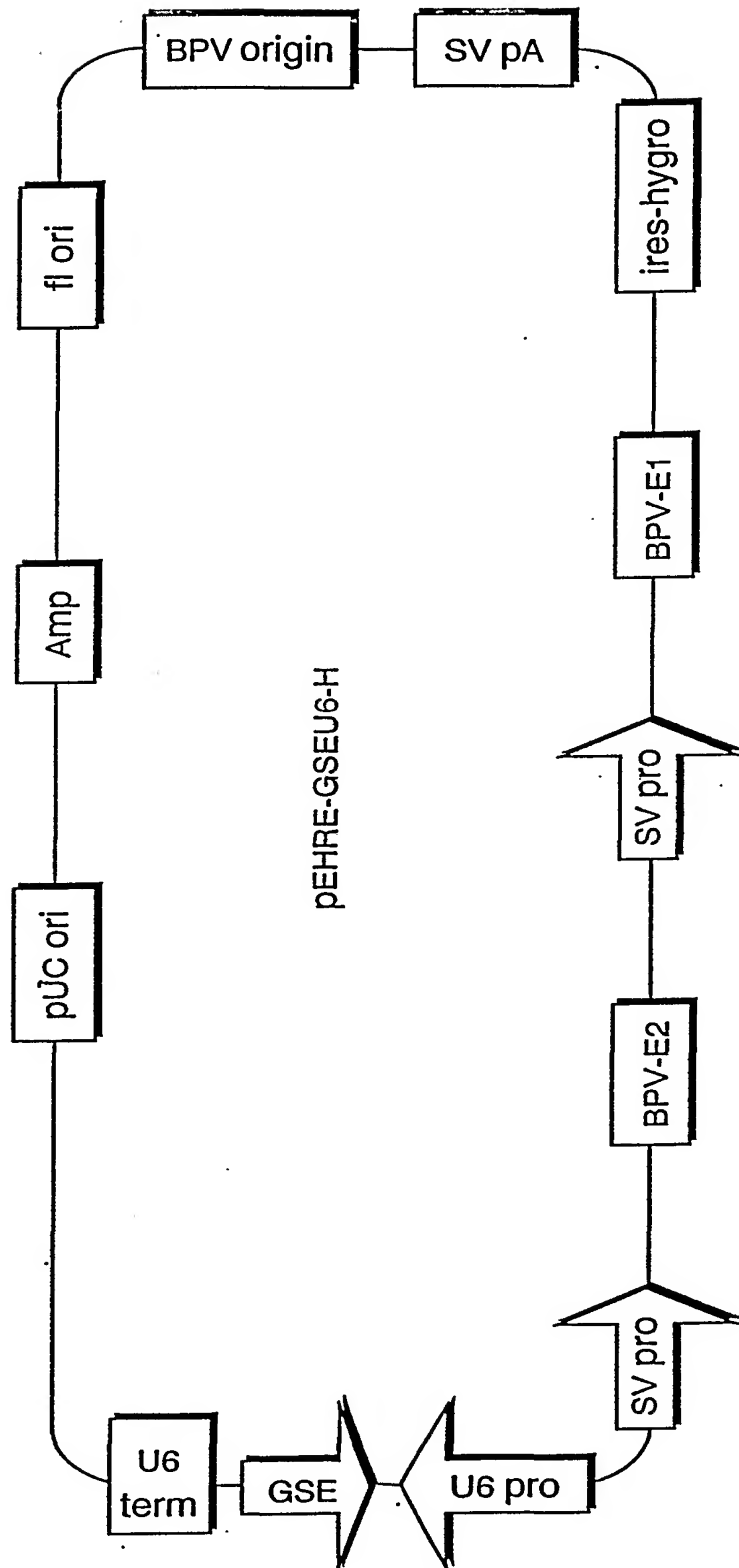 BPV origin
SV pA
fl ori
ires-hygro
Amp
BPV-E1
pEHRE-GSEU6-H
SV pro
pUC ori
BPV-E2
SV pro
U6
term
GSE
U6 pro